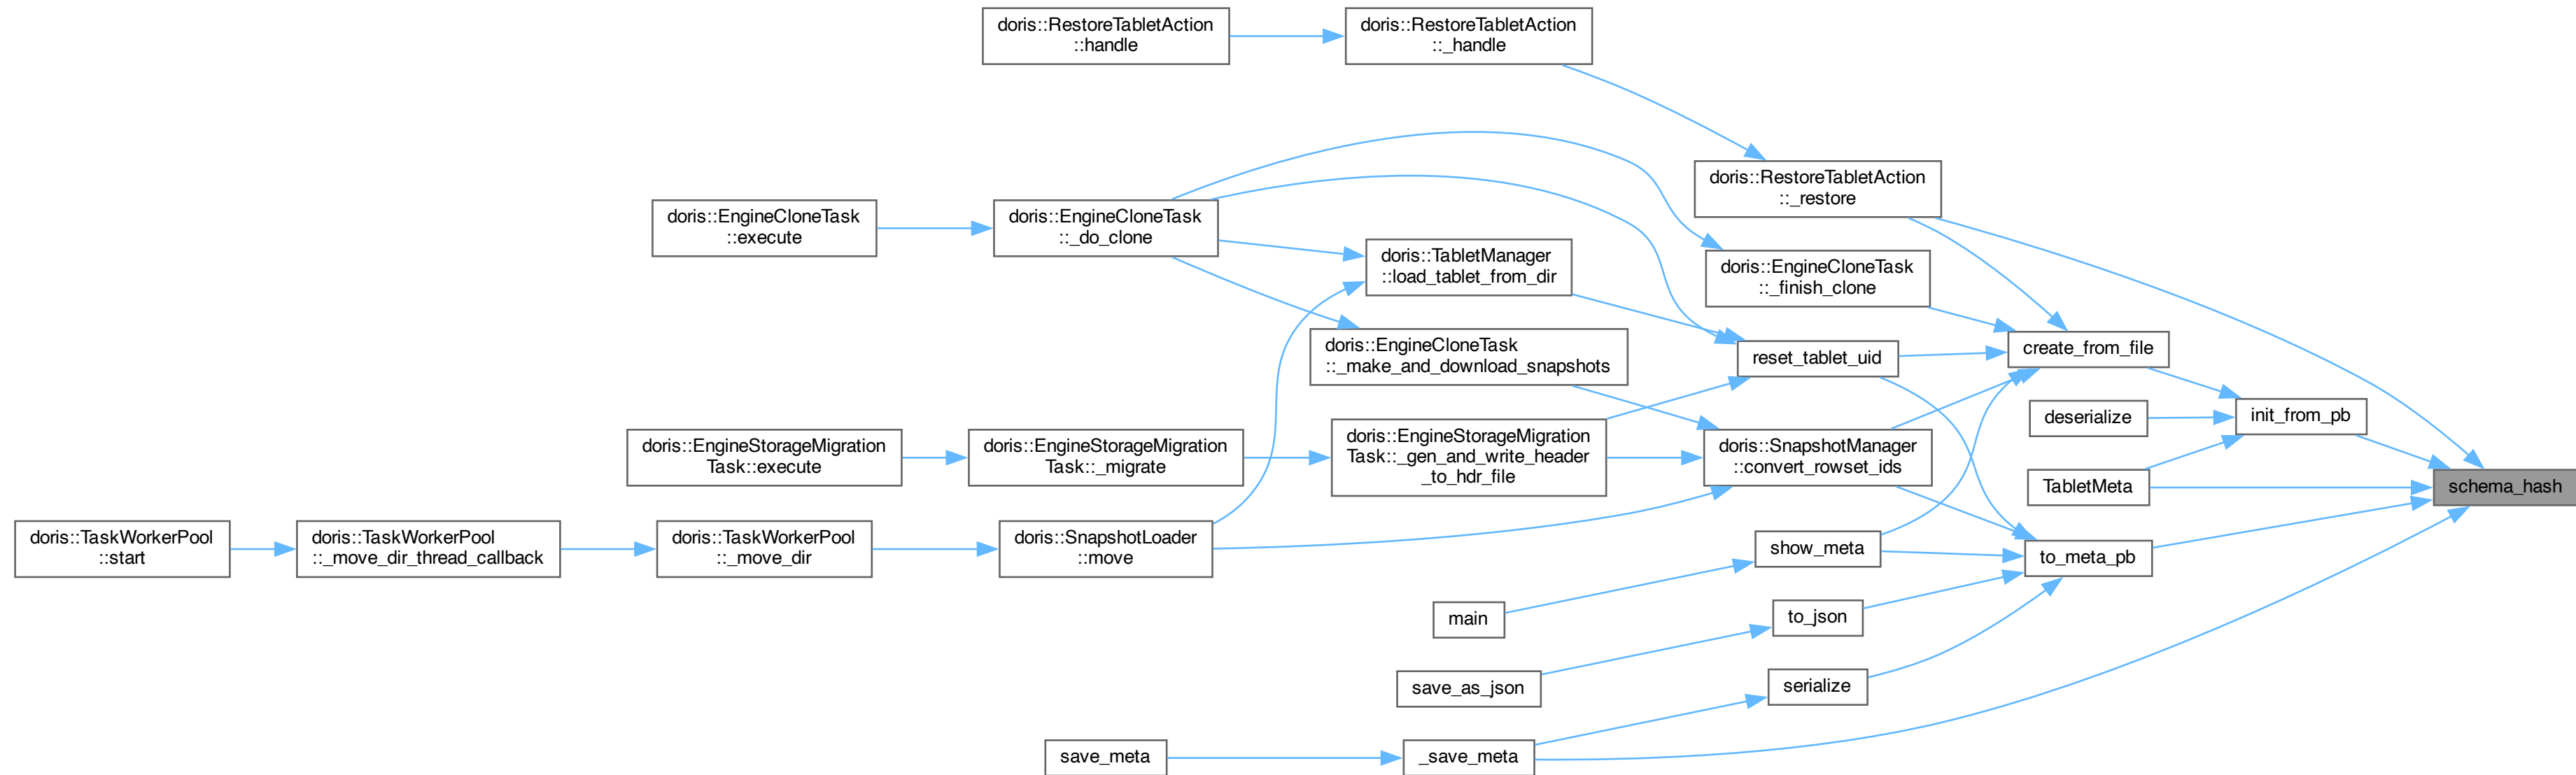 doris::RestoreTabletAction
::handle
doris::RestoreTabletAction
::_handle
doris::RestoreTabletAction
::_restore
doris::EngineCloneTask
::execute
doris::EngineCloneTask
::_do_clone
doris::TabletManager
::load_tablet_from_dir
doris::EngineCloneTask
::_finish_clone
doris::EngineCloneTask
::_make_and_download_snapshots
reset_tablet_uid
create_from_file
deserialize
init_from_pb
doris::EngineStorageMigration
Task::execute
doris::EngineStorageMigration
Task::_migrate
doris::EngineStorageMigration
Task::_gen_and_write_header
_to_hdr_file
doris::SnapshotManager
::convert_rowset_ids
TabletMeta
schema_hash
doris::TaskWorkerPool
::start
doris::TaskWorkerPool
::_move_dir_thread_callback
doris::TaskWorkerPool
::_move_dir
doris::SnapshotLoader
::move
show_meta
to_meta_pb
main
to_json
save_as_json
serialize
save_meta
_save_meta